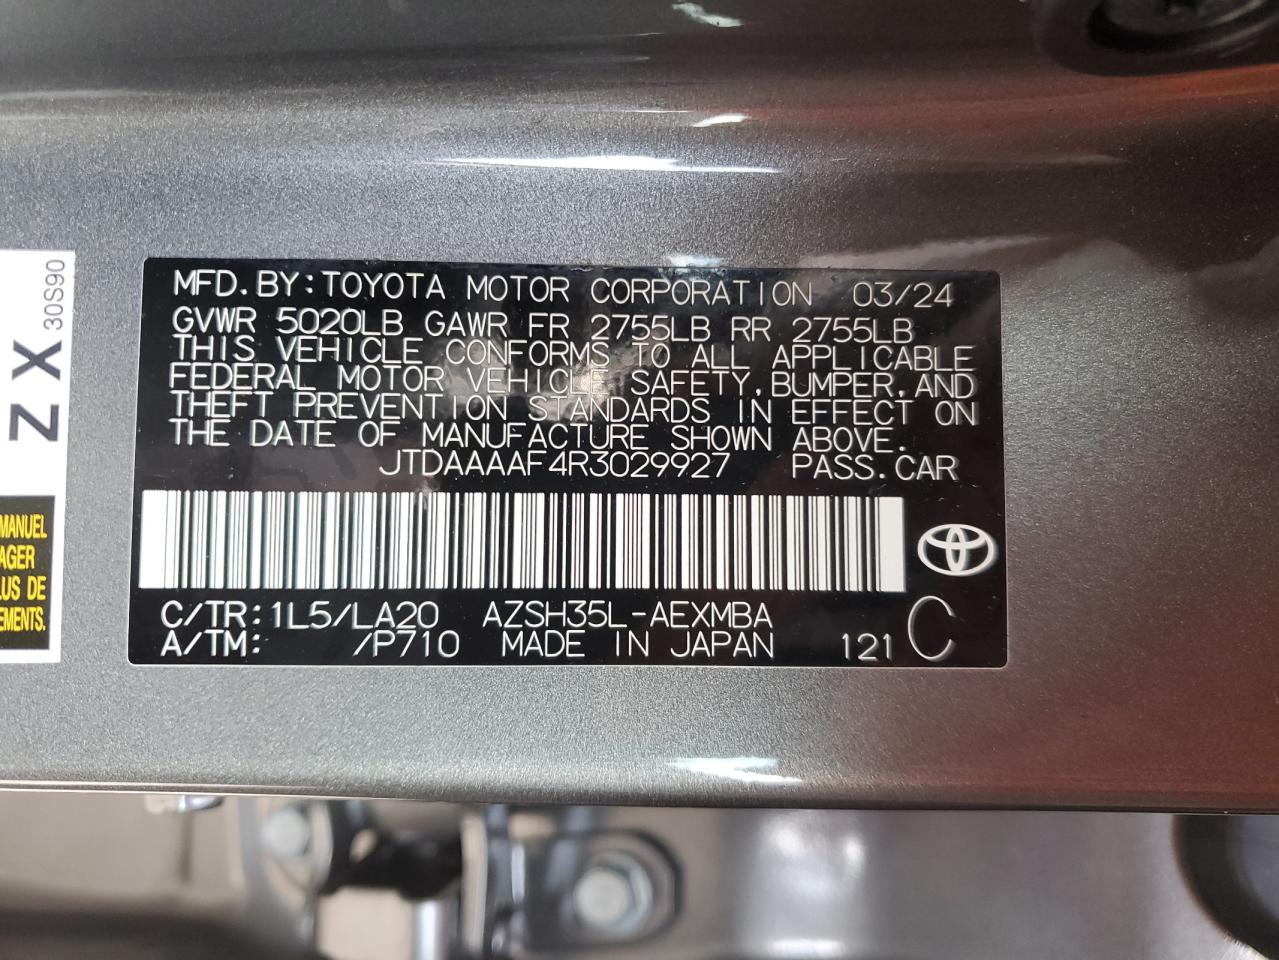 MFD.BY:TOYOTA MOTOR CORPORATION 03/24
GVWR 5020LB GAWR FR 2755LB RR 2755LB
THIS VEHICLE CONFORMS TO ALL APPLICABLE
FEDERAL MOTOR VEHICLE SAFETY,BUMPER,AND
THEFT PREVENTION STANDARDS IN EFFECT ON
THE DATE OF MANUFACTURE SHOWN ABOVE.
JTDAAAAF4R3029927 PASS.CAR
C/TR:1L5/LA20 AZSH35L-AEXMBA
A/TM: /P710 MADE IN JAPAN 121 C
ZX
30S90
MANUEL
AGER
LUS DE
EMENTS.